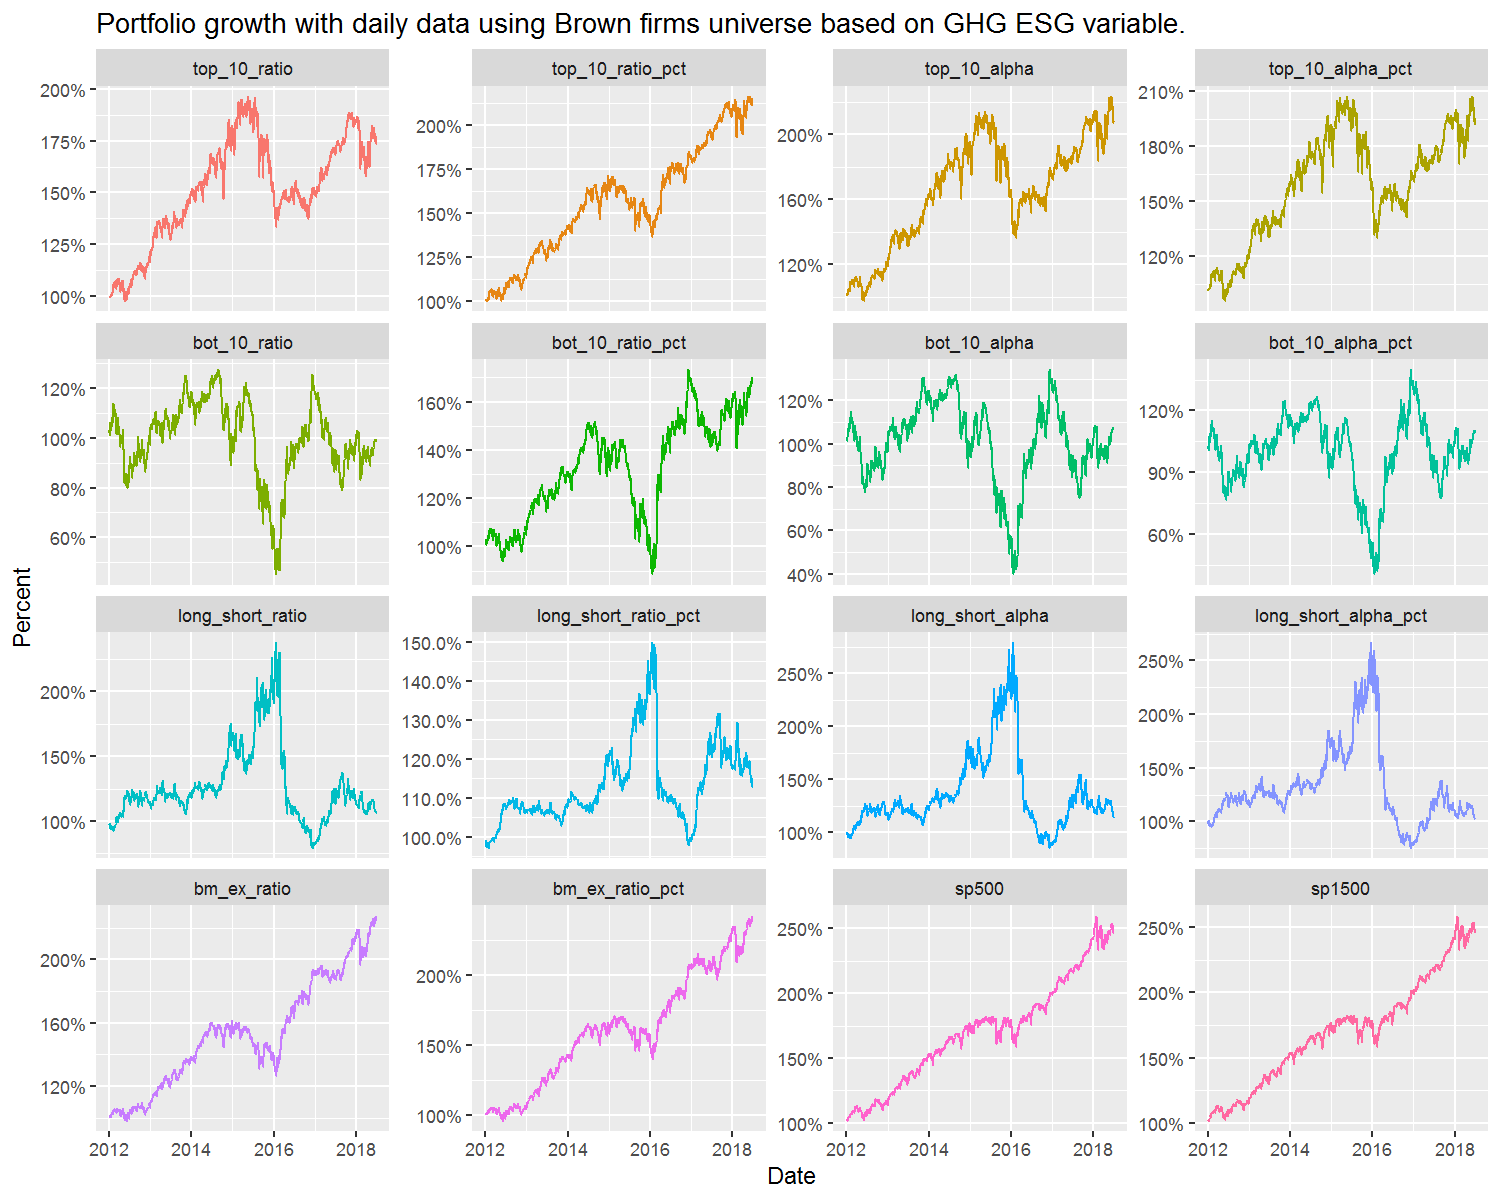 Portfolio growth with daily data using Brown firms universe based on GHG ESG variable.
top_10_ratio
200%
175%
150%
125%
100%
top_10_ratio_pct
200%
175%
150%
125%
100%
top_10_alpha
200%
160%
120%
top_10_alpha_pct
210%
180%
150%
120%
bot_10_ratio
120%
100%
80%
60%
bot_10_ratio_pct
160%
140%
120%
100%
bot_10_alpha
120%
100%
80%
60%
40%
bot_10_alpha_pct
120%
90%
60%
long_short_ratio
200%
150%
100%
long_short_ratio_pct
150.0%
140.0%
130.0%
120.0%
110.0%
100.0%
long_short_alpha
250%
200%
150%
100%
long_short_alpha_pct
250%
200%
150%
100%
bm_ex_ratio
200%
160%
120%
bm_ex_ratio_pct
200%
150%
100%
sp500
250%
200%
150%
100%
sp1500
250%
200%
150%
100%
2012 2014 2016 2018
2012 2014 2016 2018
2012 2014 2016 2018
2012 2014 2016 2018
Percent
Date